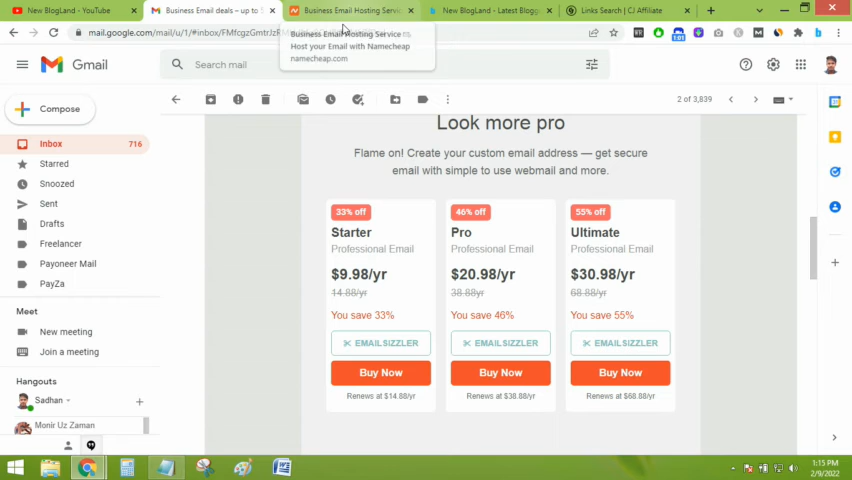 New BlogLand - YouTube
Business Email deals – up to 5
Business Email Hosting Servic
New BlogLand - Latest Blogge
Links Search | CJ Affiliate
mail.google.com/mail/u/1/#inbox/FMfcgzGmtrJzR
Business Email Hosting Service
Host your Email with Namecheap
namecheap.com
1:01
Gmail
Search mail
Compose
2 of 3,839
Inbox
716
Starred
Snoozed
Sent
Drafts
Freelancer
Payoneer Mail
PayZa
Meet
New meeting
Join a meeting
Hangouts
Sadhan
Monir Uz Zaman
Look more pro
Flame on! Create your custom email address — get secure
email with simple to use webmail and more.
33% off
Starter
Professional Email
$9.98/yr
14.88/yr
You save 33%
EMAILSIZZLER
Buy Now
Renews at $14.88/yr
46% off
Pro
Professional Email
$20.98/yr
38.88yr
You save 46%
EMAILSIZZLER
Buy Now
Renews at $38.88/yr
55% off
Ultimate
Professional Email
$30.98/yr
68.88/yr
You save 55%
EMAILSIZZLER
Buy Now
Renews at $68.88/yr
1:15 PM
2/9/2022